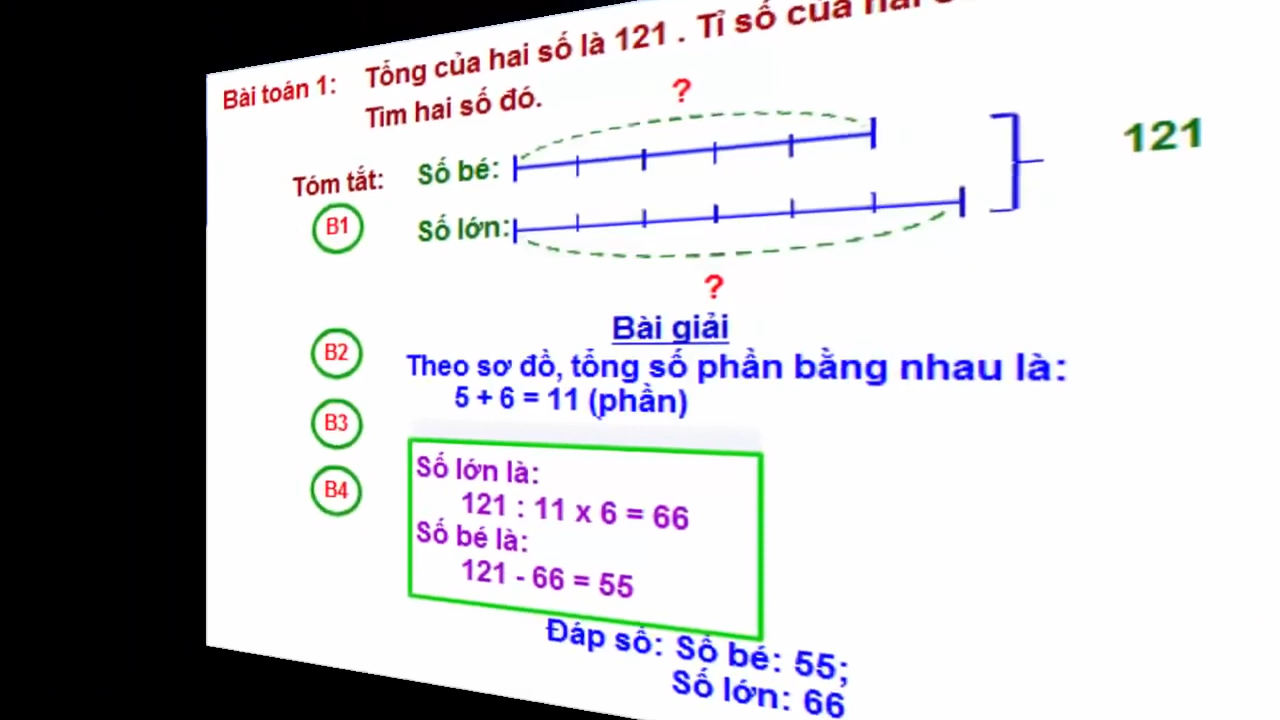 Bài toán 1: Tổng của hai số là 121 . Tỉ số của hai
Tìm hai số đó.
?
Tóm tắt:
Số bé:
121
B1
Số lớn:
?
Bài giải
B2
Theo sơ đồ, tổng số phần bằng nhau là:
5 + 6 = 11 (phần)
B3
Số lớn là:
B4
121 : 11 x 6 = 66
Số bé là:
121 - 66 = 55
Đáp số: Số bé: 55;
Số lớn: 66